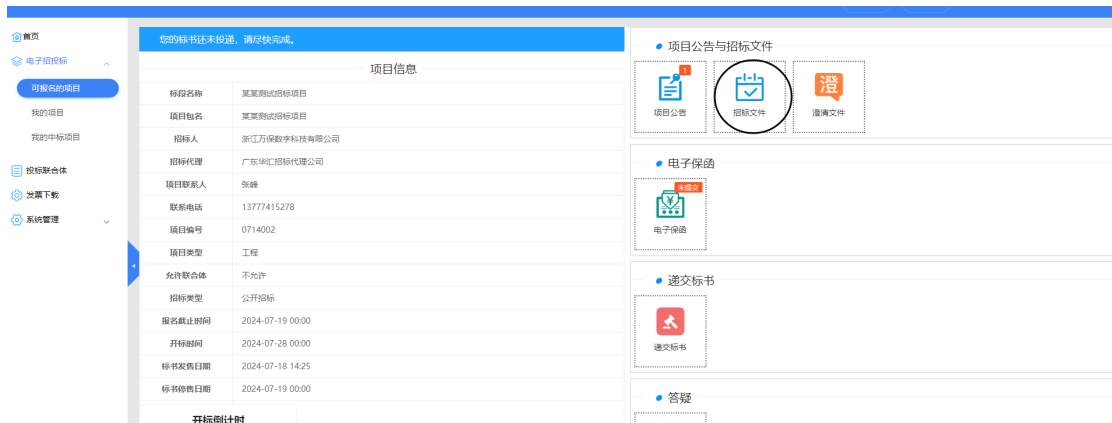 首页
电子招投标
可报名的项目
我的项目
我的中标项目
投标联合体
发票下载
系统管理
您的标书还未投递，请尽快完成。
项目信息
标段名称 某某测试招标项目
项目包名 某某测试招标项目
招标人 浙江万保数字科技有限公司
招标代理 广东华汇招标代理公司
项目联系人 张峰
联系电话 13777415278
项目编号 0714002
项目类型 工程
允许联合体 不允许
招标类型 公开招标
报名截止时间 2024-07-19 00:00
开标时间 2024-07-28 00:00
标书发售日期 2024-07-18 14:25
标书停售日期 2024-07-19 00:00
开标倒计时
项目公告与招标文件
1
澄
项目公告 招标文件 澄清文件
电子保函
未提交
电子保函
递交标书
递交标书
答疑